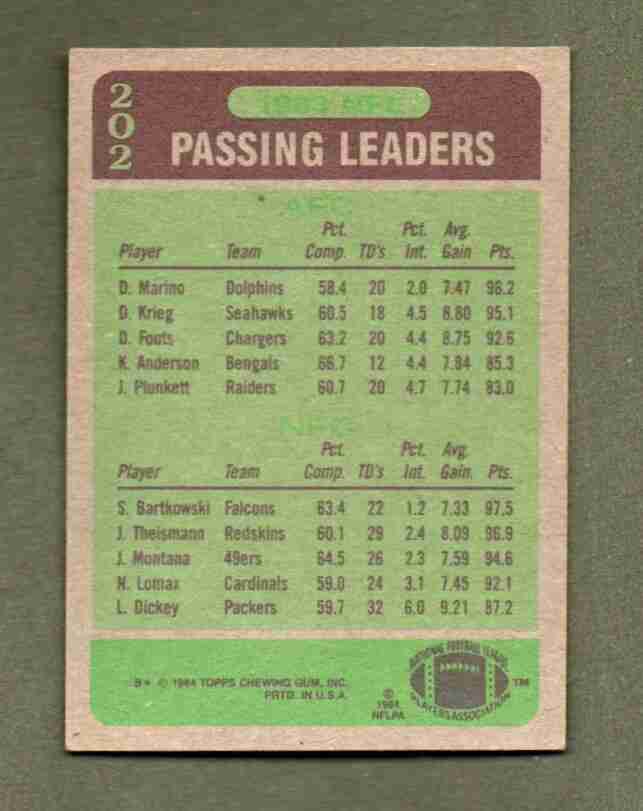 202
1983 NFL
PASSING LEADERS
AFC
Pct. Pct. Avg.
Player Team Comp. TD's Int. Gain Pts.
D. Marino Dolphins 58.4 20 2.0 7.47 96.2
D. Krieg Seahawks 60.5 18 4.5 8.80 95.1
D. Fouts Chargers 63.2 20 4.4 8.75 92.6
K. Anderson Bengals 66.7 12 4.4 7.84 85.3
J. Plunkett Raiders 60.7 20 4.7 7.74 83.0
NFC
Pct. Pct. Avg.
Player Team Comp. TD's Int. Gain. Pts.
S. Bartkowski Falcons 63.4 22 1.2 7.33 97.5
J. Theismann Redskins 60.1 29 2.4 8.09 96.9
J. Montana 49ers 64.5 26 2.3 7.59 94.6
N. Lomax Cardinals 59.0 24 3.1 7.45 92.1
L. Dickey Packers 59.7 32 6.0 9.21 87.2
B* © 1984 TOPPS CHEWING GUM, INC.
PRTD. IN U.S.A.
© 1984 NFLPA
NATIONAL FOOTBALL LEAGUE
PLAYERS ASSOCIATION
TM